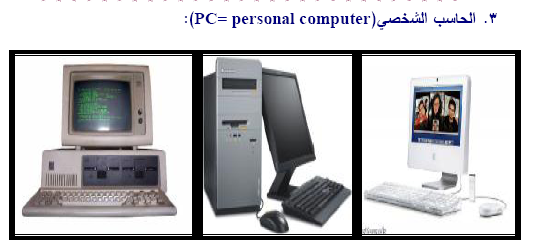 ٣. الحاسب الشخصي(PC= personal computer):